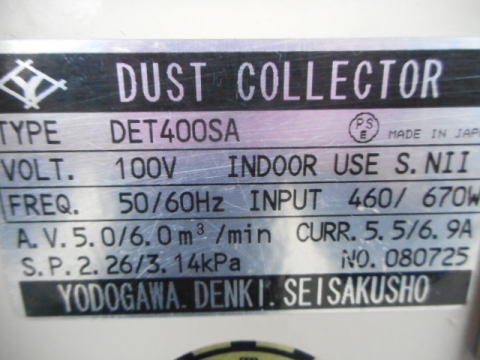 DUST COLLECTOR
TYPE DET400SA PS E MADE IN JAP
VOLT. 100V INDOOR USE S.NII
FREQ. 50/60Hz INPUT 460/ 670W
A.V.5.0/6.0m³/min CURR.5.5/6.9A
S.P.2.26/3.14kPa NO.080725
YODOGAWA.DENKI.SEISAKUSHO